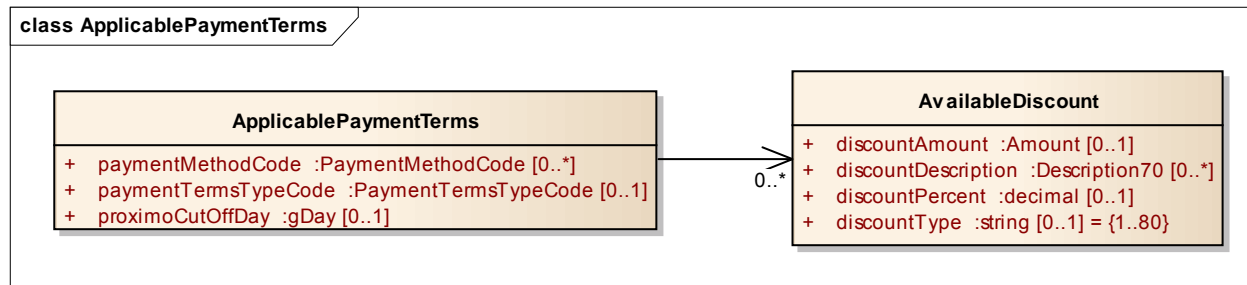 class ApplicablePaymentTerms
ApplicablePaymentTerms
+ paymentMethodCode :PaymentMethodCode [0..*]
+ paymentTermsTypeCode :PaymentTermsTypeCode [0..1]
+ proximoCutOffDay :gDay [0..1]
0..*
AvailableDiscount
+ discountAmount :Amount [0..1]
+ discountDescription :Description70 [0..*]
+ discountPercent :decimal [0..1]
+ discountType :string [0..1] = {1..80}